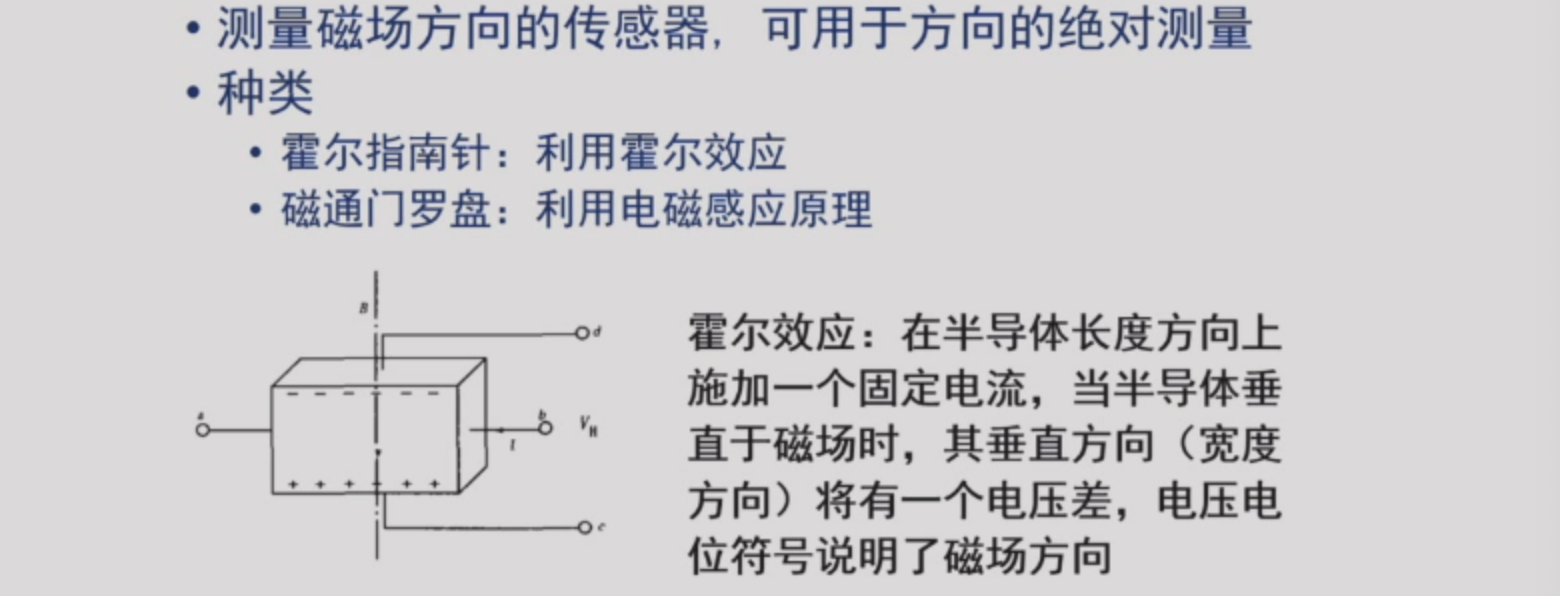 • 测量磁场方向的传感器，可用于方向的绝对测量
• 种类
• 霍尔指南针：利用霍尔效应
• 磁通门罗盘：利用电磁感应原理
B
d
a
b
V_H
I
c
霍尔效应：在半导体长度方向上
施加一个固定电流，当半导体垂
直于磁场时，其垂直方向（宽度
方向）将有一个电压差，电压电
位符号说明了磁场方向